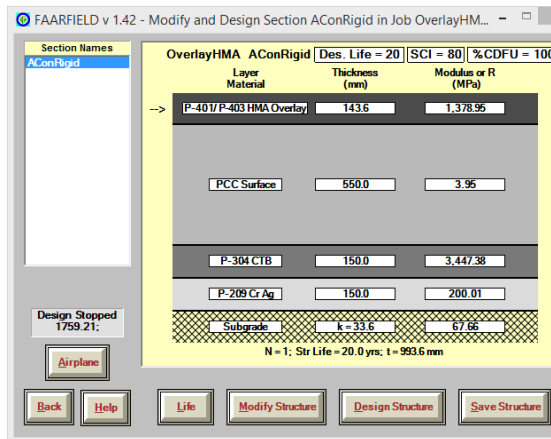 FAARFIELD v 1.42 - Modify and Design Section AConRigid in Job OverlayHM...
Section Names
AConRigid
OverlayHMA AConRigid Des. Life = 20 SCI = 80 %CDFU = 100
Layer Material Thickness (mm) Modulus or R (MPa)
--> P-401/ P-403 HMA Overlay 143.6 1,378.95
PCC Surface 550.0 3.95
P-304 CTB 150.0 3,447.38
P-209 Cr Ag 150.0 200.01
Subgrade k = 33.6 67.66
N = 1; Str Life = 20.0 yrs; t = 993.6 mm
Design Stopped
1759.21;
Airplane
Back Help Life Modify Structure Design Structure Save Structure